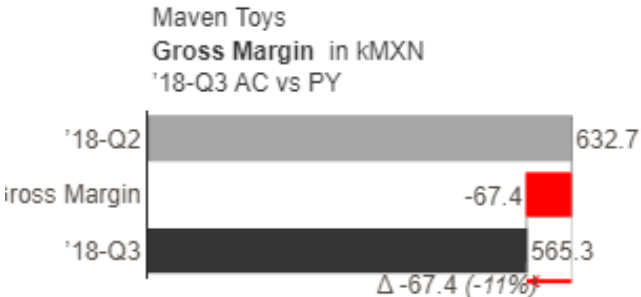 Maven Toys
Gross Margin in kMXN
'18-Q3 AC vs PY
'18-Q2 632.7
Gross Margin -67.4
'18-Q3 565.3
Δ -67.4 (-11%)